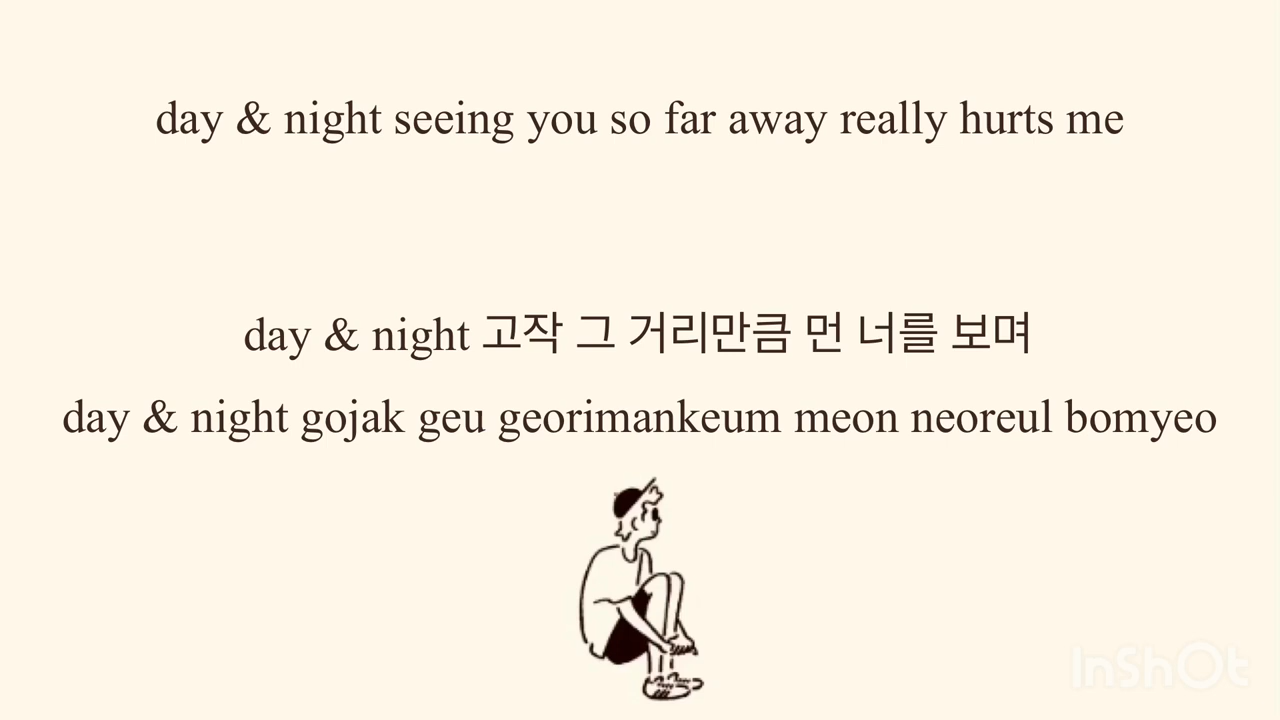 day & night seeing you so far away really hurts me
day & night 고작 그 거리만큼 먼 너를 보며
day & night gojak geu georimankeum meon neoreul bomyeo
InShOt